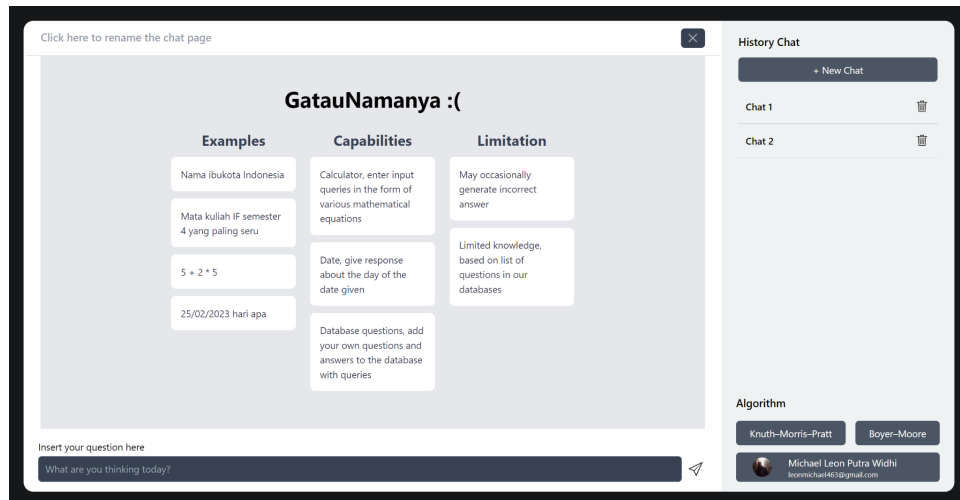 Click here to rename the chat page
GatauNamanya :(
Examples
Nama ibukota Indonesia
Mata kuliah IF semester
4 yang paling seru
5 + 2 * 5
25/02/2023 hari apa
Capabilities
Calculator, enter input
queries in the form of
various mathematical
equations
Date, give response
about the day of the
date given
Database questions, add
your own questions and
answers to the database
with queries
Limitation
May occasionally
generate incorrect
answer
Limited knowledge,
based on list of
questions in our
databases
Insert your question here
What are you thinking today?
History Chat
+ New Chat
Chat 1
Chat 2
Algorithm
Knuth–Morris–Pratt
Boyer–Moore
Michael Leon Putra Widhi
leonmichael463@gmail.com